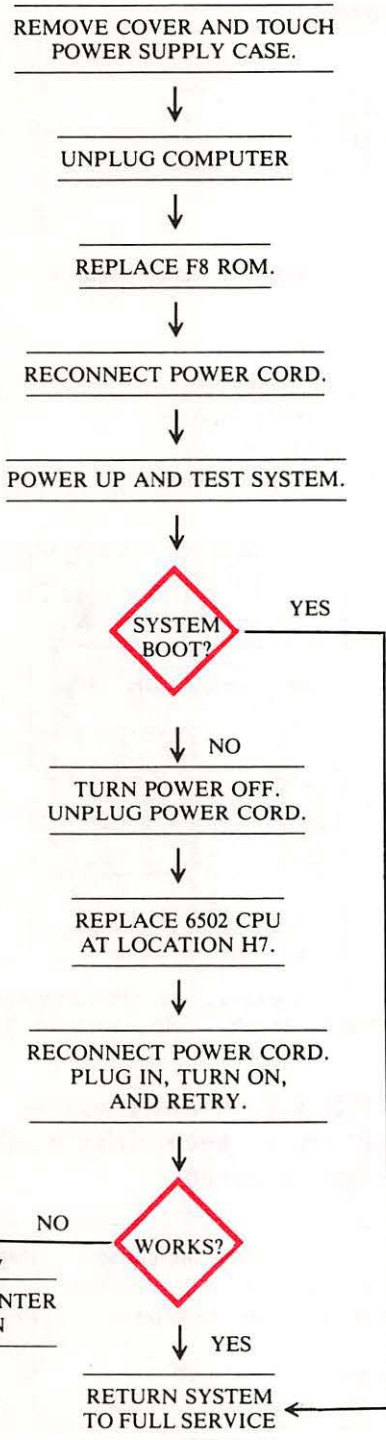 REMOVE COVER AND TOUCH
POWER SUPPLY CASE.
UNPLUG COMPUTER
REPLACE F8 ROM.
RECONNECT POWER CORD.
POWER UP AND TEST SYSTEM.
SYSTEM
BOOT?
YES
NO
TURN POWER OFF.
UNPLUG POWER CORD.
REPLACE 6502 CPU
AT LOCATION H7.
RECONNECT POWER CORD.
PLUG IN, TURN ON,
AND RETRY.
NO
WORKS?
YES
RETURN SYSTEM
TO FULL SERVICE